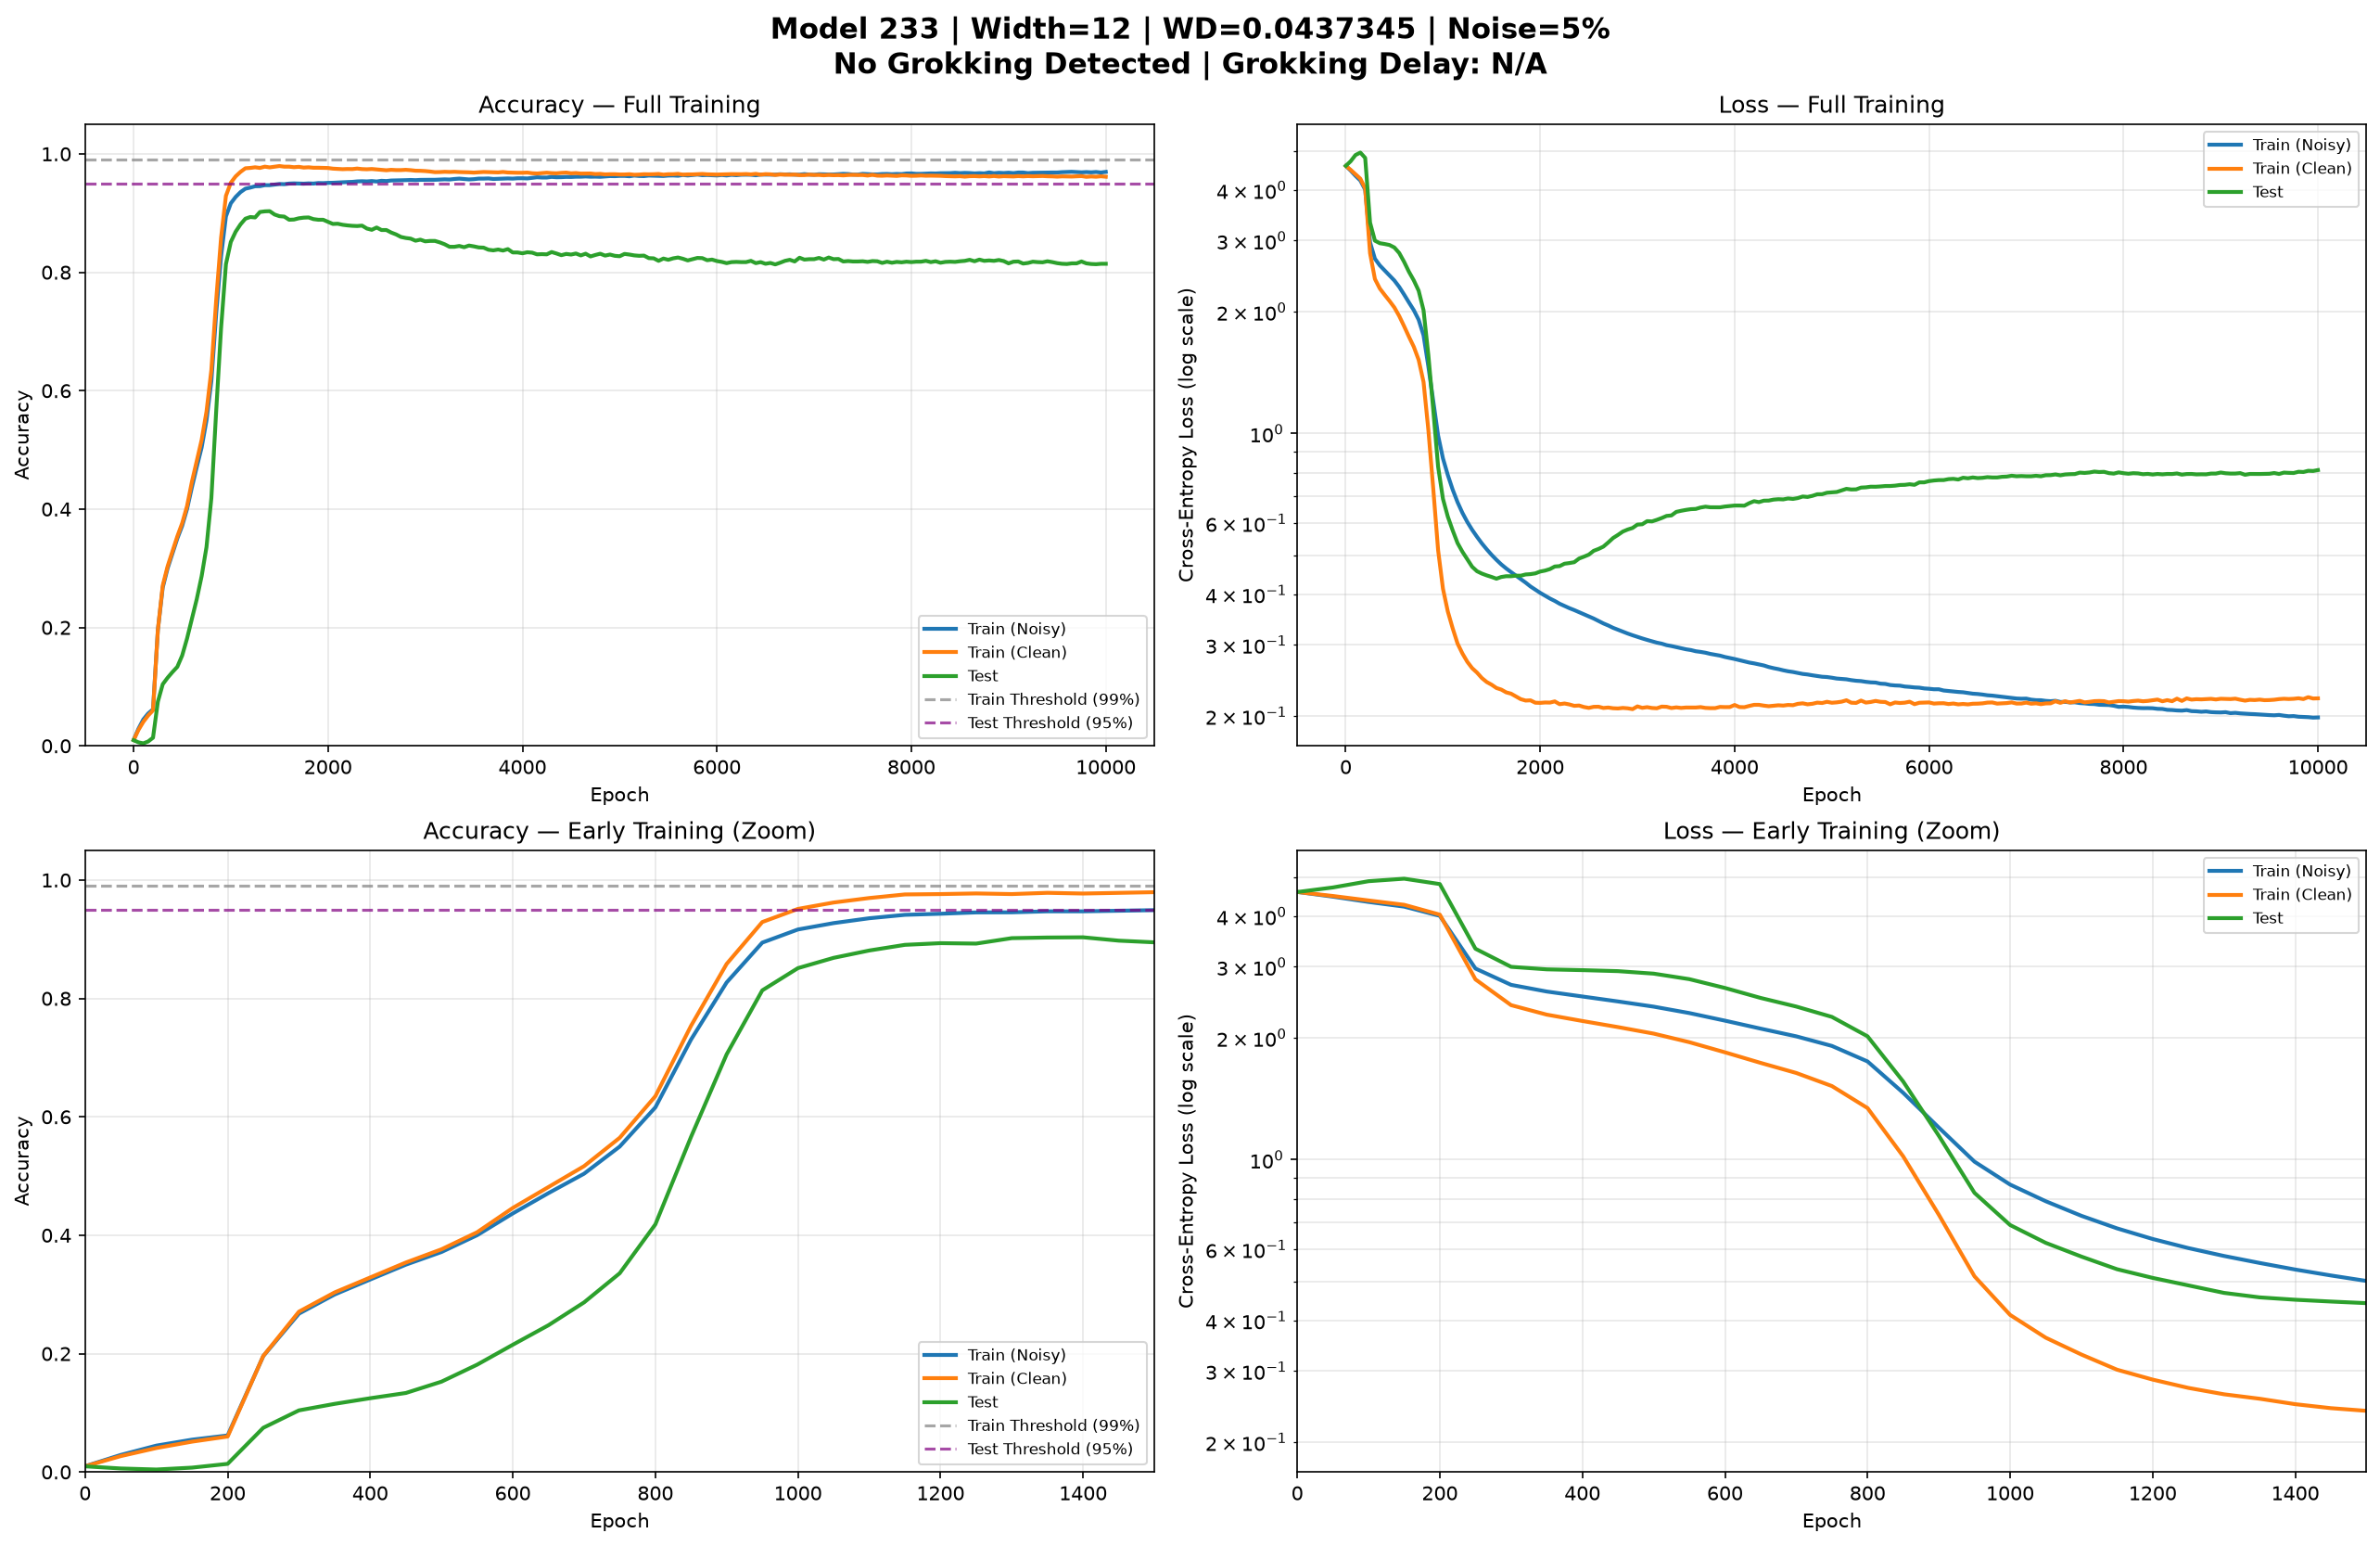 Model 233 | Width=12 | WD=0.0437345 | Noise=5%
No Grokking Detected | Grokking Delay: N/A
Accuracy — Full Training
Accuracy
1.0
0.8
0.6
0.4
0.2
0.0
0 2000 4000 6000 8000 10000
Epoch
Train (Noisy)
Train (Clean)
Test
Train Threshold (99%)
Test Threshold (95%)
Loss — Full Training
Cross-Entropy Loss (log scale)
4 × 10⁰
3 × 10⁰
2 × 10⁰
10⁰
6 × 10⁻¹
4 × 10⁻¹
3 × 10⁻¹
2 × 10⁻¹
0 2000 4000 6000 8000 10000
Epoch
Train (Noisy)
Train (Clean)
Test
Accuracy — Early Training (Zoom)
Accuracy
1.0
0.8
0.6
0.4
0.2
0.0
0 200 400 600 800 1000 1200 1400
Epoch
Train (Noisy)
Train (Clean)
Test
Train Threshold (99%)
Test Threshold (95%)
Loss — Early Training (Zoom)
Cross-Entropy Loss (log scale)
4 × 10⁰
3 × 10⁰
2 × 10⁰
10⁰
6 × 10⁻¹
4 × 10⁻¹
3 × 10⁻¹
2 × 10⁻¹
0 200 400 600 800 1000 1200 1400
Epoch
Train (Noisy)
Train (Clean)
Test